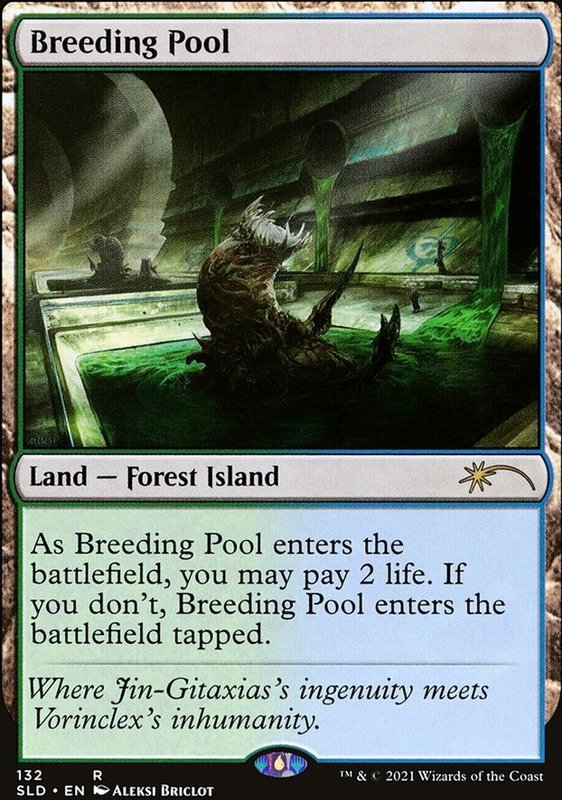 Breeding Pool
Land — Forest Island
As Breeding Pool enters the
battlefield, you may pay 2 life. If
you don't, Breeding Pool enters the
battlefield tapped.
Where Jin-Gitaxias's ingenuity meets
Vorinclex's inhumanity.
132 R
SLD • EN Aleksi Briclot
™ & © 2021 Wizards of the Coast